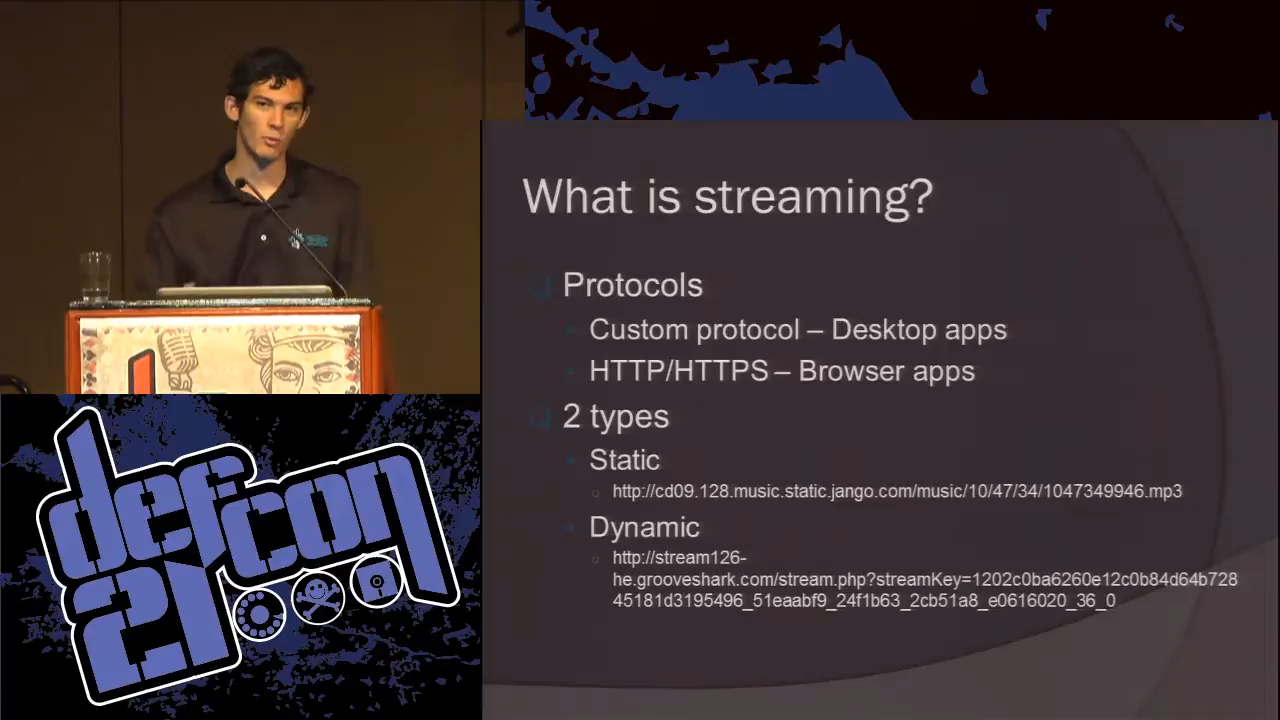 What is streaming?
Protocols
Custom protocol – Desktop apps
HTTP/HTTPS – Browser apps
2 types
Static
http://cd09.128.music.static.jango.com/music/10/47/34/1047349946.mp3
Dynamic
http://stream126-
he.grooveshark.com/stream.php?streamKey=1202c0ba6260e12c0b84d64b728
45181d3195496_51eaabf9_24f1b63_2cb51a8_e0616020_36_0
defcon
21